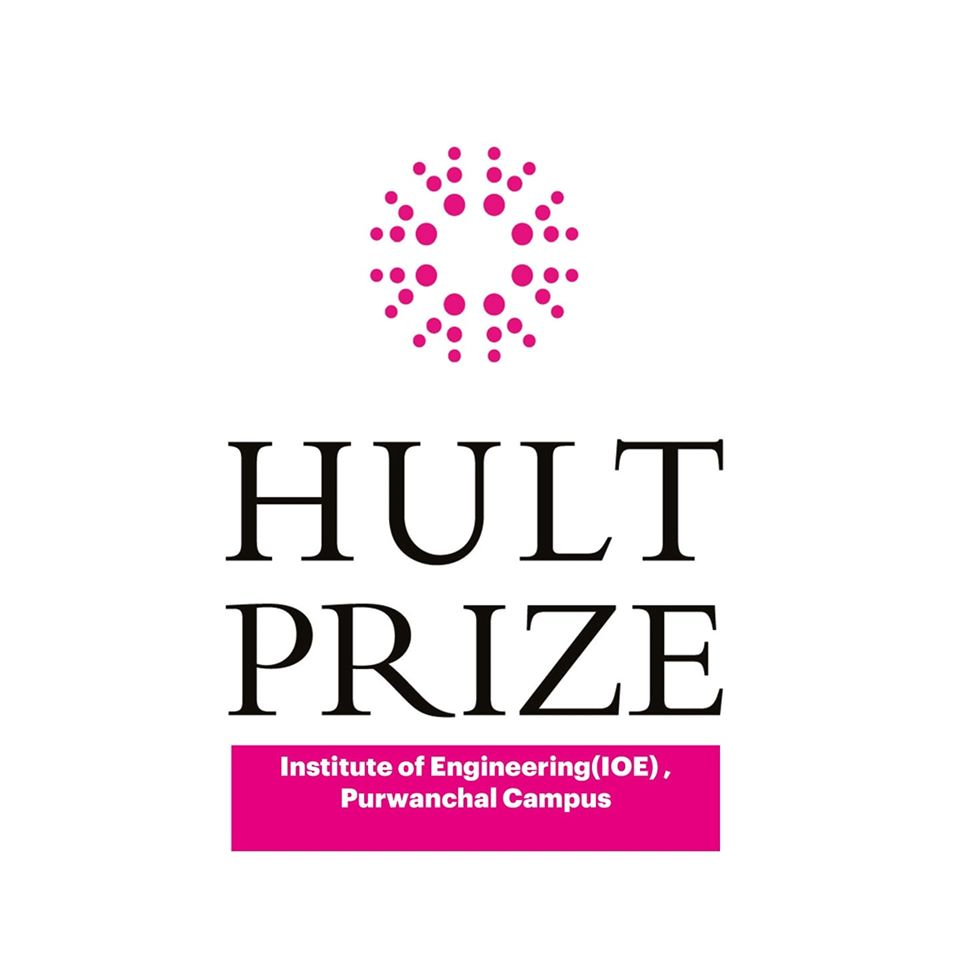 HULT
PRIZE
Institute of Engineering(IOE) ,
Purwanchal Campus